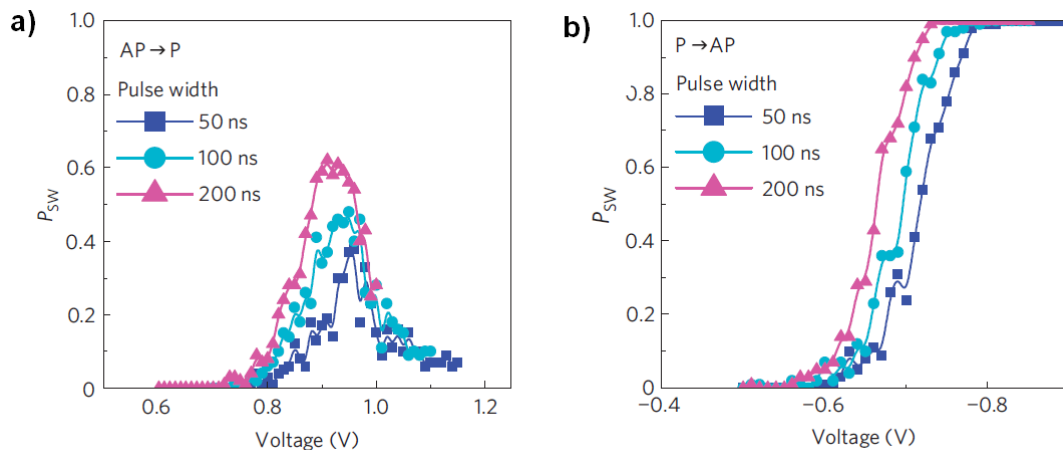 a)
AP→P
Pulse width
50 ns
100 ns
200 ns
P_SW
1.0
0.8
0.6
0.4
0.2
0
0.6 0.8 1.0 1.2
Voltage (V)
b)
P→AP
Pulse width
50 ns
100 ns
200 ns
P_SW
1.0
0.8
0.6
0.4
0.2
0
−0.4 −0.6 −0.8
Voltage (V)